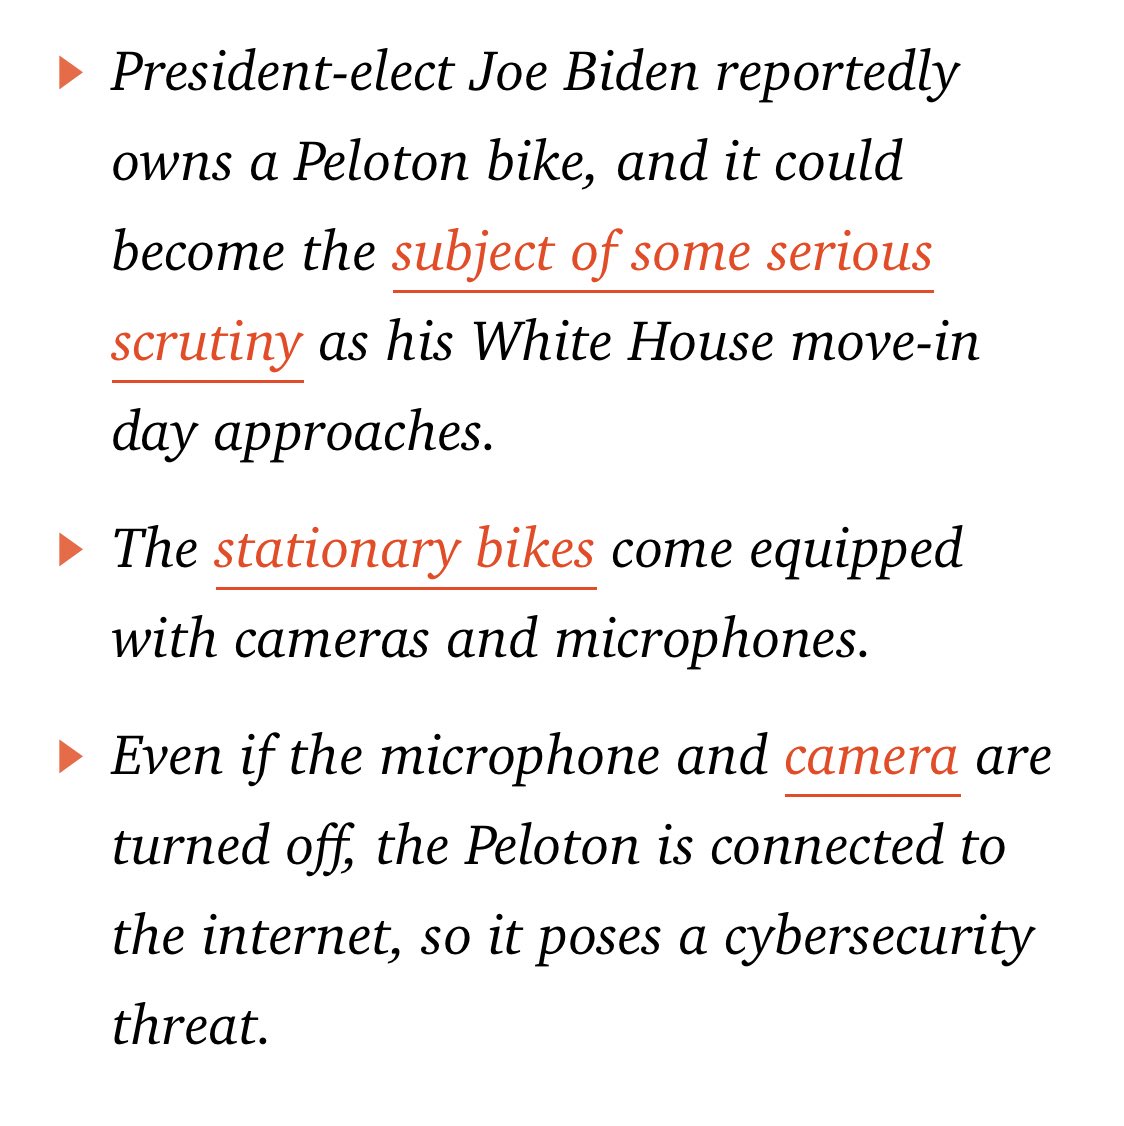 President-elect Joe Biden reportedly
owns a Peloton bike, and it could
become the subject of some serious
scrutiny as his White House move-in
day approaches.
The stationary bikes come equipped
with cameras and microphones.
Even if the microphone and camera are
turned off, the Peloton is connected to
the internet, so it poses a cybersecurity
threat.